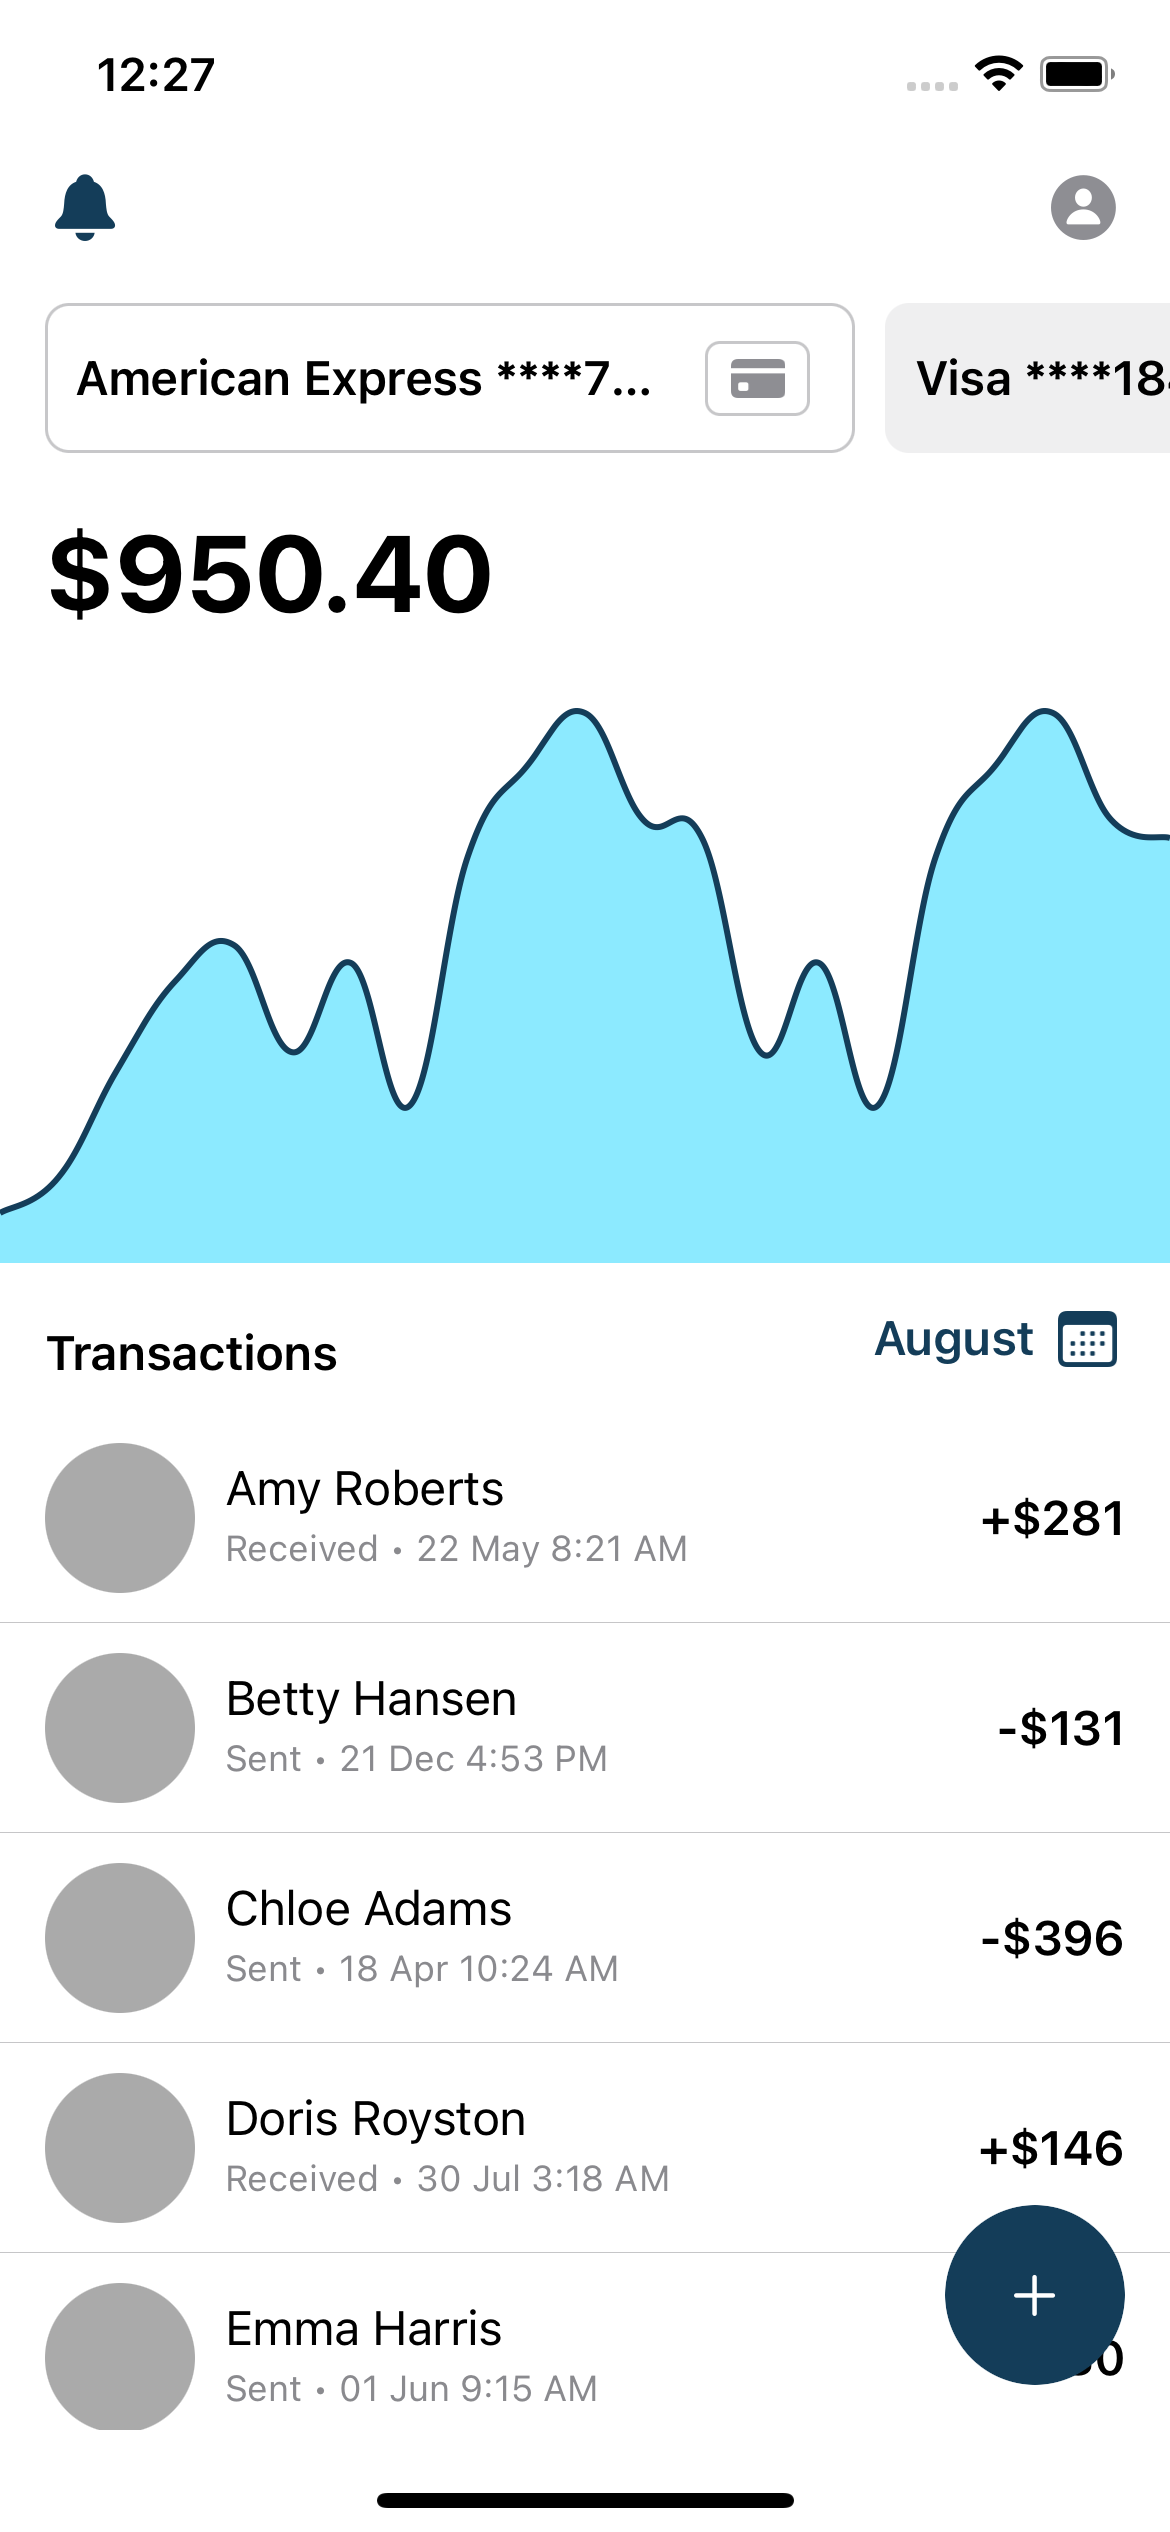 12:27
American Express ****7...
Visa ****18
$950.40
Transactions
August
Amy Roberts
Received • 22 May 8:21 AM
+$281
Betty Hansen
Sent • 21 Dec 4:53 PM
-$131
Chloe Adams
Sent • 18 Apr 10:24 AM
-$396
Doris Royston
Received • 30 Jul 3:18 AM
+$146
Emma Harris
Sent • 01 Jun 9:15 AM